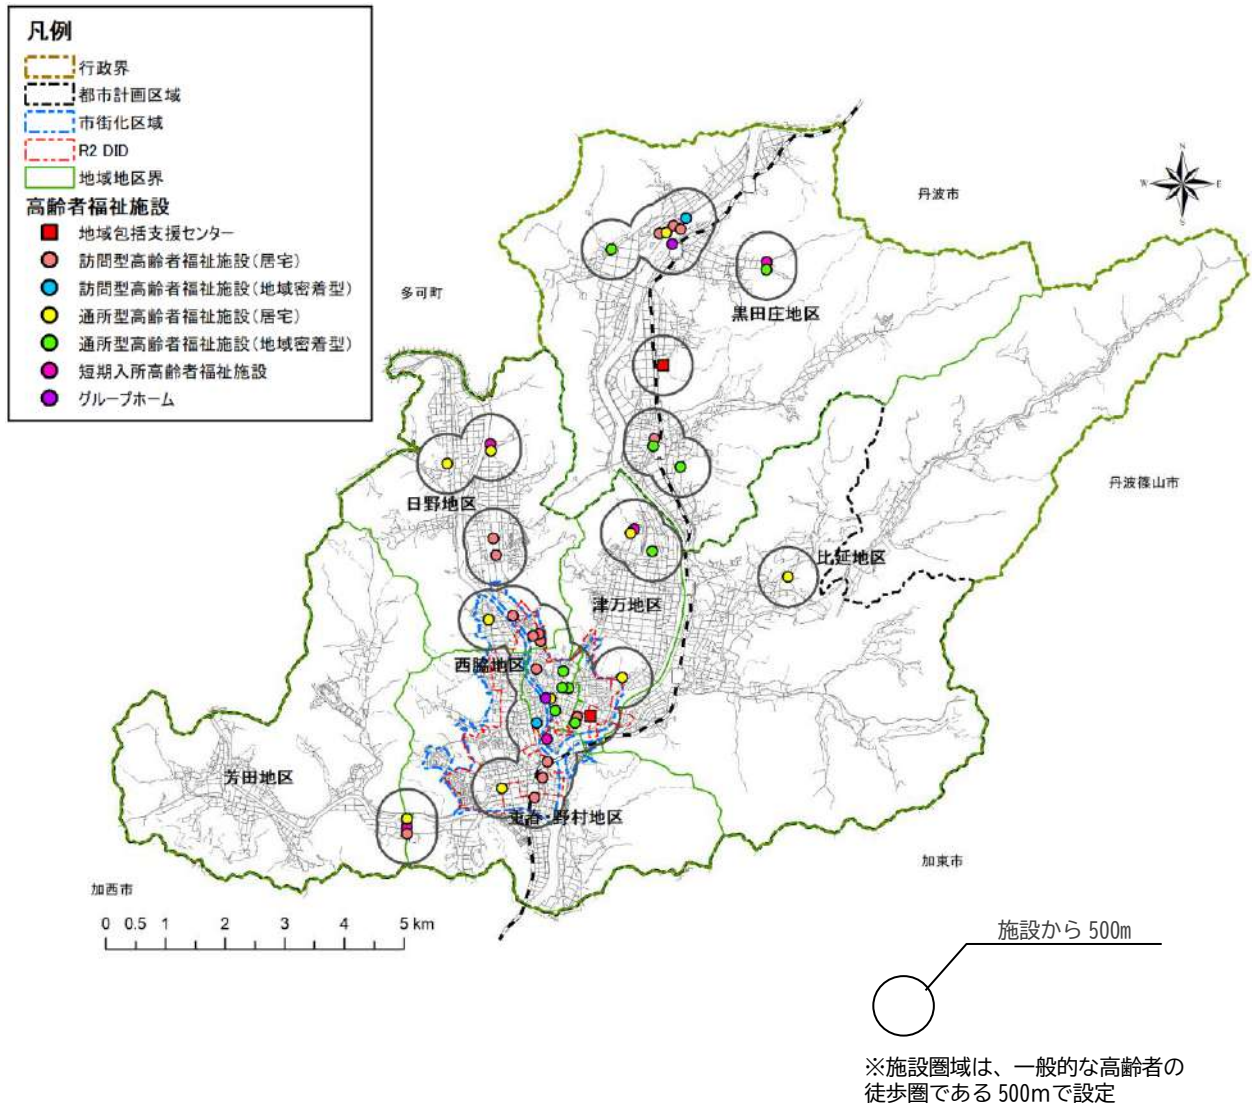 凡例
行政界
都市計画区域
市街化区域
R2 DID
地域地区界
高齢者福祉施設
地域包括支援センター
訪問型高齢者福祉施設(居宅)
訪問型高齢者福祉施設(地域密着型)
通所型高齢者福祉施設(居宅)
通所型高齢者福祉施設(地域密着型)
短期入所高齢者福祉施設
グループホーム
N
W
E
S
丹波市
多可町
黒田庄地区
丹波篠山市
日野地区
比延地区
津万地区
西脇地区
芳田地区
重春・野村地区
加東市
加西市
0 0.5 1 2 3 4 5 km
施設から 500m
※施設圏域は、一般的な高齢者の
徒歩圏である 500mで設定